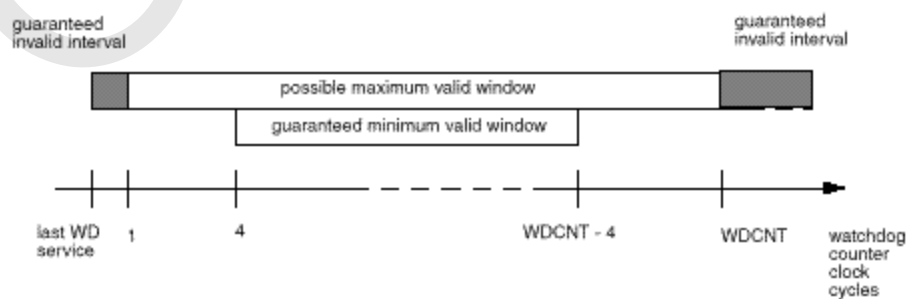 guaranteed
invalid interval
guaranteed
invalid interval
possible maximum valid window
guaranteed minimum valid window
last WD
service
1
4
WDCNT - 4
WDCNT
watchdog
counter
clock
cycles